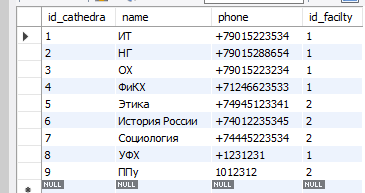 id_cathedra name phone id_facilty
1 ИТ +79015223534 1
2 НГ +79015288654 1
3 ОХ +79015223234 1
4 ФиКХ +71246623533 1
5 Этика +74945123341 2
6 История России +74012235345 2
7 Социология +74445223534 2
8 УФХ +1231231 1
9 ППу 1012312 2
NULL NULL NULL NULL